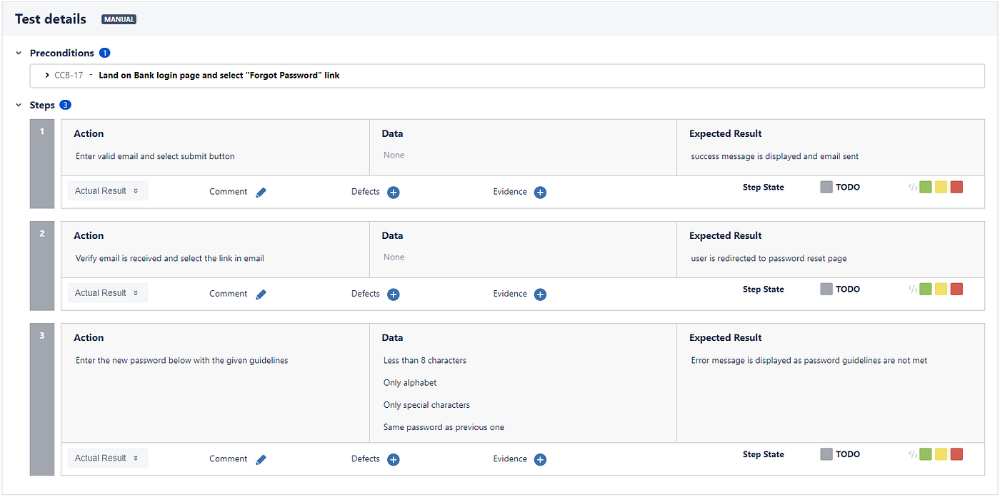 Test details MANUAL
Preconditions 1
CCB-17 - Land on Bank login page and select "Forgot Password" link
Steps 3
1
Action Data Expected Result
Enter valid email and select submit button None success message is displayed and email sent
Actual Result Comment Defects Evidence Step State TODO
2
Action Data Expected Result
Verify email is received and select the link in email None user is redirected to password reset page
Actual Result Comment Defects Evidence Step State TODO
3
Action Data Expected Result
Enter the new password below with the given guidelines Less than 8 characters Error message is displayed as password guidelines are not met
Only alphabet
Only special characters
Same password as previous one
Actual Result Comment Defects Evidence Step State TODO